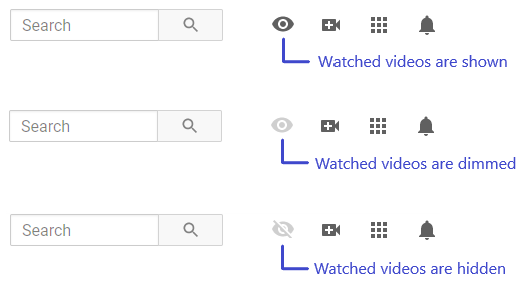 Search
Watched videos are shown
Search
Watched videos are dimmed
Search
Watched videos are hidden